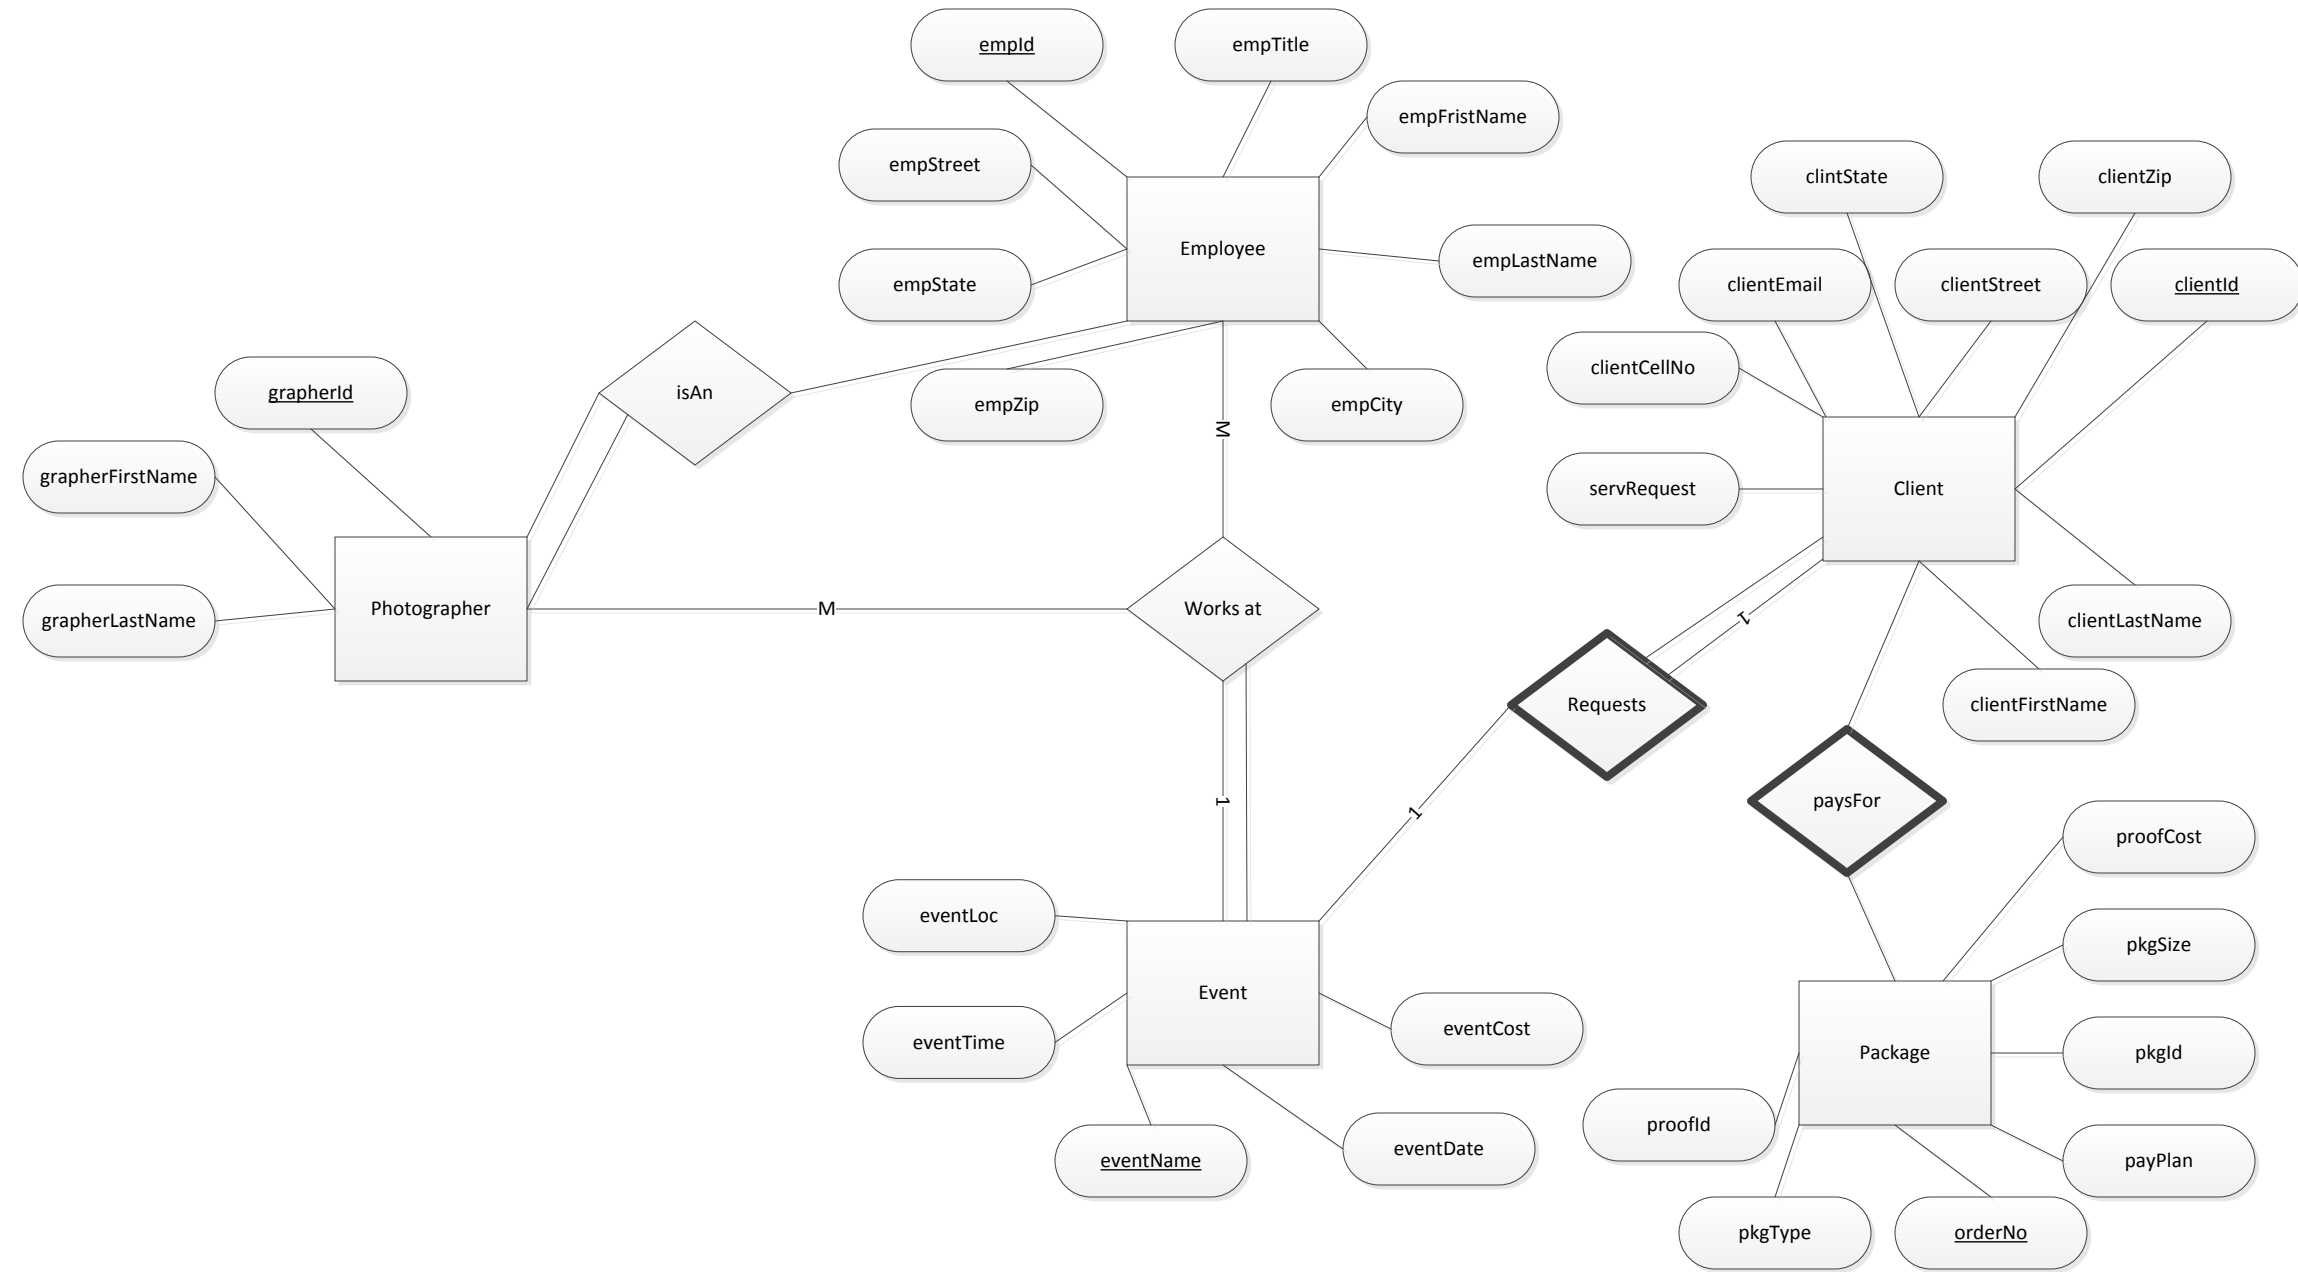 empId
empTitle
empFristName
empStreet
clintState
clientZip
Employee
empLastName
empState
clientEmail
clientStreet
clientId
clientCellNo
grapherId
isAn
empZip
empCity
M
grapherFirstName
servRequest
Client
Photographer
M
Works at
grapherLastName
1
clientLastName
Requests
clientFirstName
1
1
paysFor
proofCost
eventLoc
pkgSize
Event
eventCost
eventTime
Package
pkgId
proofId
eventName
eventDate
payPlan
pkgType
orderNo